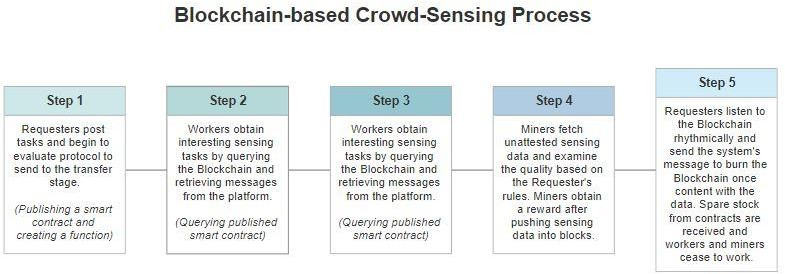 Blockchain-based Crowd-Sensing Process
Step 1
Requesters post
tasks and begin to
evaluate protocol to
send to the transfer
stage.
(Publishing a smart
contract and
creating a function)
Step 2
Workers obtain
interesting sensing
tasks by querying
the Blockchain and
retrieving messages
from the platform.
(Querying published
smart contract)
Step 3
Workers obtain
interesting sensing
tasks by querying
the Blockchain and
retrieving messages
from the platform.
(Querying published
smart contract)
Step 4
Miners fetch
unattested sensing
data and examine
the quality based on
the Requester's
rules. Miners obtain
a reward after
pushing sensing
data into blocks.
Step 5
Requesters listen to
the Blockchain
rhythmically and
send the system's
message to burn the
Blockchain once
content with the
data. Spare stock
from contracts are
received and
workers and miners
cease to work.